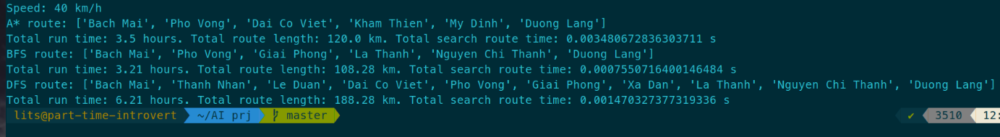 Speed: 40 km/h
A* route: ['Bach Mai', 'Pho Vong', 'Dai Co Viet', 'Kham Thien', 'My Dinh', 'Duong Lang']
Total run time: 3.5 hours. Total route length: 120.0 km. Total search route time: 0.003480672836303711 s
BFS route: ['Bach Mai', 'Pho Vong', 'Giai Phong', 'La Thanh', 'Nguyen Chi Thanh', 'Duong Lang']
Total run time: 3.21 hours. Total route length: 108.28 km. Total search route time: 0.0007550716400146484 s
DFS route: ['Bach Mai', 'Thanh Nhan', 'Le Duan', 'Dai Co Viet', 'Pho Vong', 'Giai Phong', 'Xa Dan', 'La Thanh', 'Nguyen Chi Thanh', 'Duong Lang']
Total run time: 6.21 hours. Total route length: 188.28 km. Total search route time: 0.001470327377319336 s
lits@part-time-introvert ~/AI prj master ✔ 3510 12: